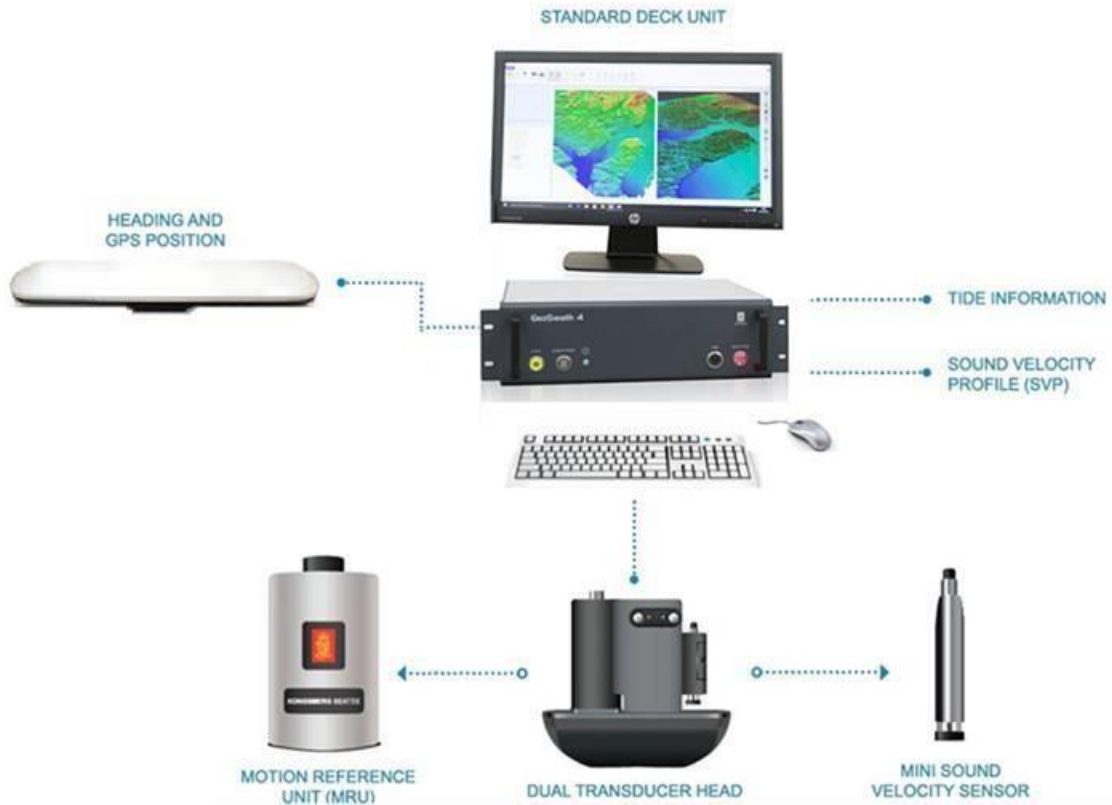 STANDARD DECK UNIT
HEADING AND
GPS POSITION
GeoSwath 4
TIDE INFORMATION
SOUND VELOCITY
PROFILE (SVP)
KONGSBERG SEATEX
MOTION REFERENCE
UNIT (MRU)
DUAL TRANSDUCER HEAD
MINI SOUND
VELOCITY SENSOR